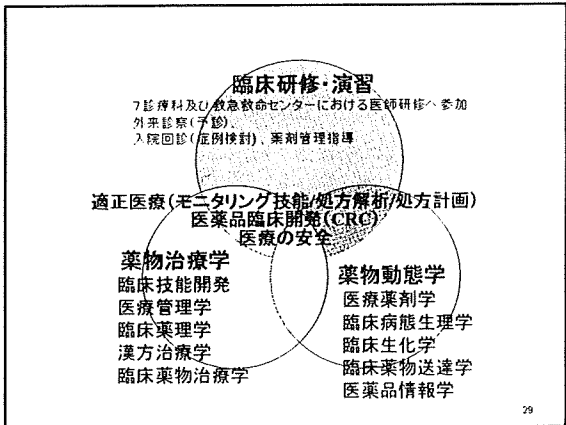 臨床研修・演習
7診療科及び救急救命センターにおける医師研修へ参加
外来診察(予診)、
入院回診(症例検討)、薬剤管理指導
適正医療(モニタリング技能/処方解析/処方計画)
医薬品臨床開発(CRC)
医療の安全
薬物治療学
臨床技能開発
医療管理学
臨床薬理学
漢方治療学
臨床薬物治療学
薬物動態学
医療薬剤学
臨床病態生理学
臨床生化学
臨床薬物送達学
医薬品情報学
29